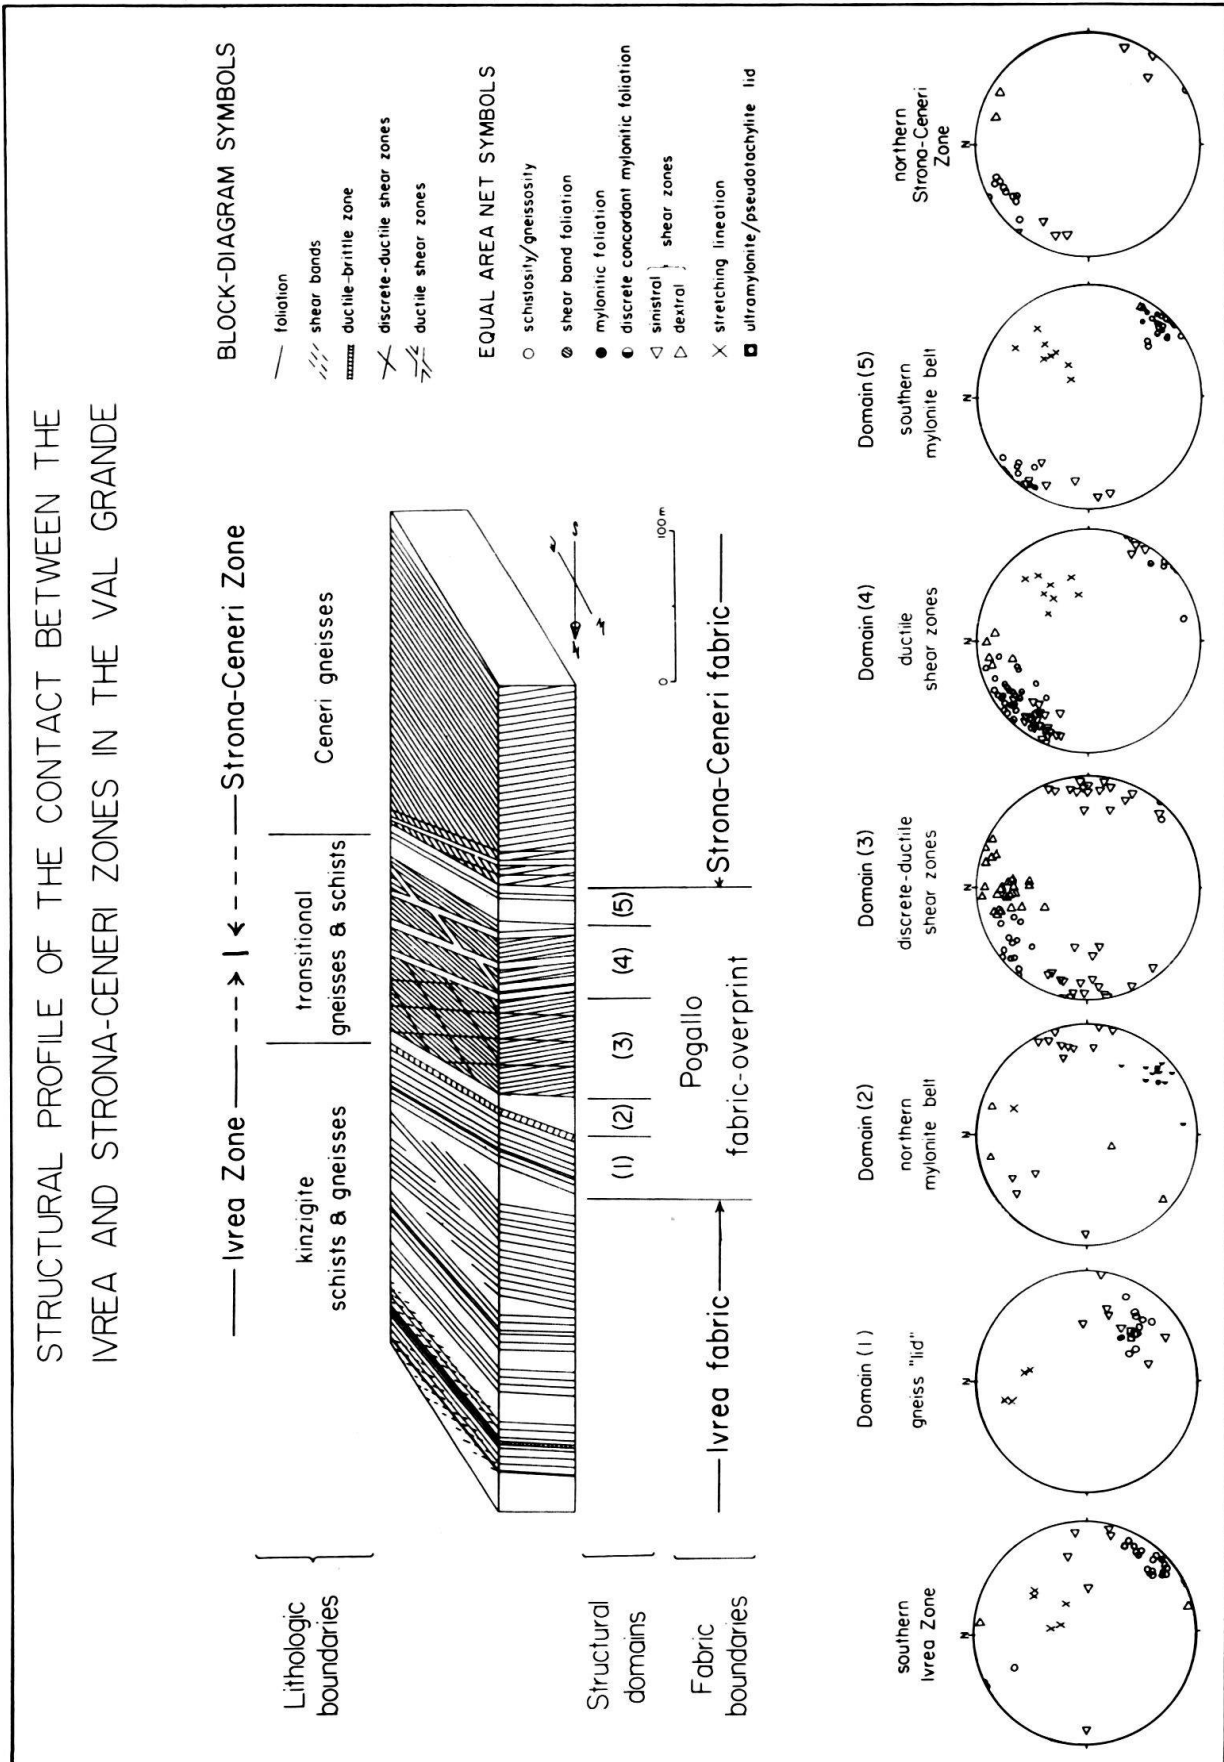 STRUCTURAL PROFILE OF THE CONTACT BETWEEN THE
IVREA AND STRONA-CENERI ZONES IN THE VAL GRANDE
Ivrea Zone
Strona-Ceneri Zone
Lithologic
boundaries
kinzigite
schists & gneisses
transitional
gneisses & schists
Ceneri gneisses
N
S
0
100m
Structural
domains
(1)
(2)
(3)
(4)
(5)
Fabric
boundaries
Ivrea fabric
Pogallo
fabric-overprint
Strona-Ceneri fabric
BLOCK-DIAGRAM SYMBOLS
foliation
shear bands
ductile-brittle zone
discrete-ductile shear zones
ductile shear zones
EQUAL AREA NET SYMBOLS
schistosity/gneissosity
shear band foliation
mylonitic foliation
discrete concordant mylonitic foliation
sinistral
dextral
shear zones
stretching lineation
ultramylonite/pseudotachylite lid
southern
Ivrea Zone
N
Domain (1)
gneiss "lid"
N
Domain (2)
northern
mylonite belt
N
Domain (3)
discrete-ductile
shear zones
N
Domain (4)
ductile
shear zones
N
Domain (5)
southern
mylonite belt
N
northern
Strona-Ceneri
Zone
N